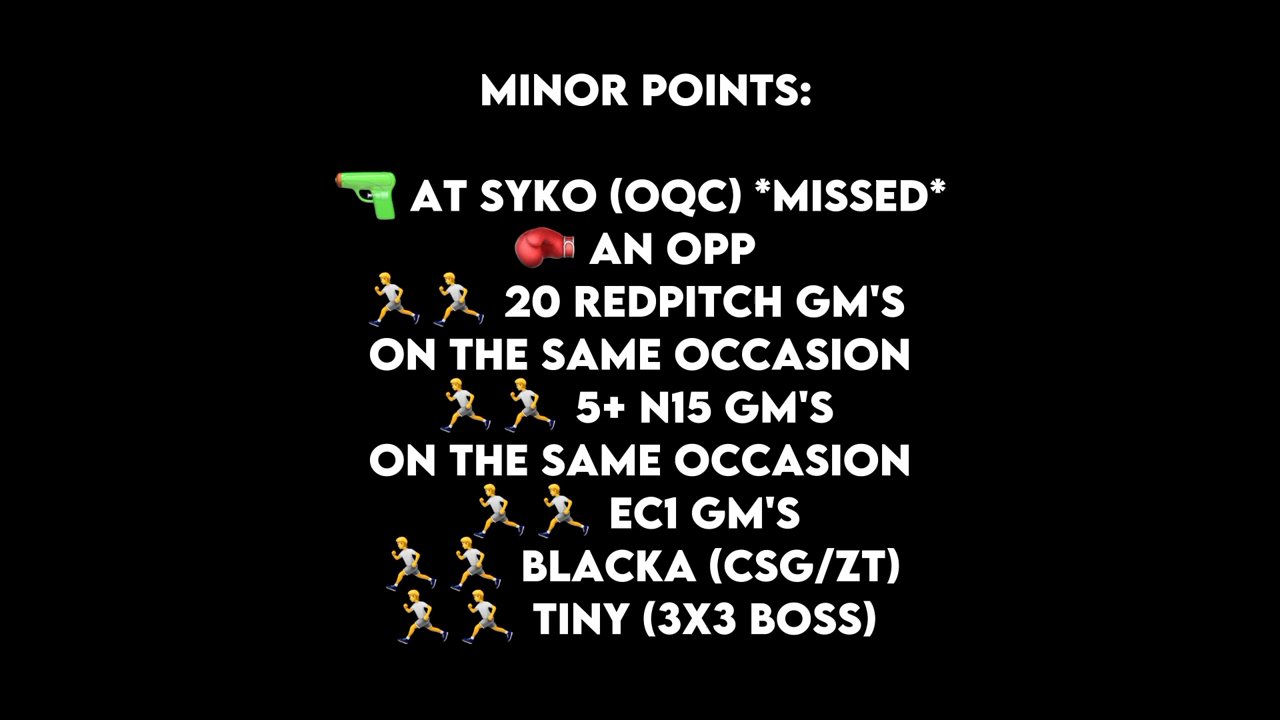 MINOR POINTS:
🔫 AT SYKO (OQC) *MISSED*
🥊 AN OPP
🏃🏃 20 REDPITCH GM'S
ON THE SAME OCCASION
🏃🏃 5+ N15 GM'S
ON THE SAME OCCASION
🏃🏃 EC1 GM'S
🏃🏃 BLACKA (CSG/ZT)
🏃🏃 TINY (3X3 BOSS)